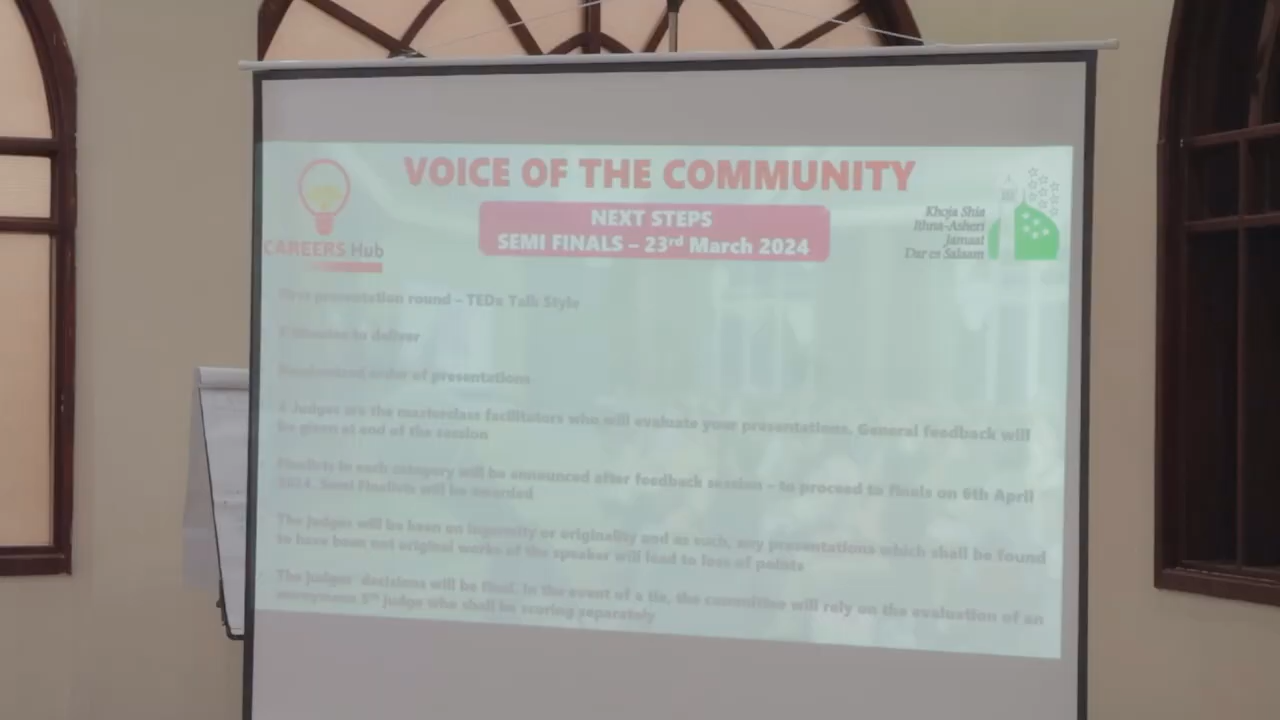 VOICE OF THE COMMUNITY
NEXT STEPS
SEMI FINALS – 23rd March 2024
CAREERS Hub
Khoja Shia
Ithna-Asheri
Jamaat
Dar es Salaam
First presentation round – TEDx Talk Style
to deliver
order of presentations
Judges are the masterclass facilitators who will evaluate your presentations. General feedback will
be given at end of the session
Finalists in each category will be announced after feedback session – to proceed to finals on 6th April
2024. Semi Finalists will be awarded
The Judges will be keen on ingenuity or originality and as such, any presentations which shall be found
to have been not original works of the speaker will lead to loss of points
The Judges' decisions will be final. In the event of a tie, the committee will rely on the evaluation of an
anonymous 5th Judge who shall be scoring separately